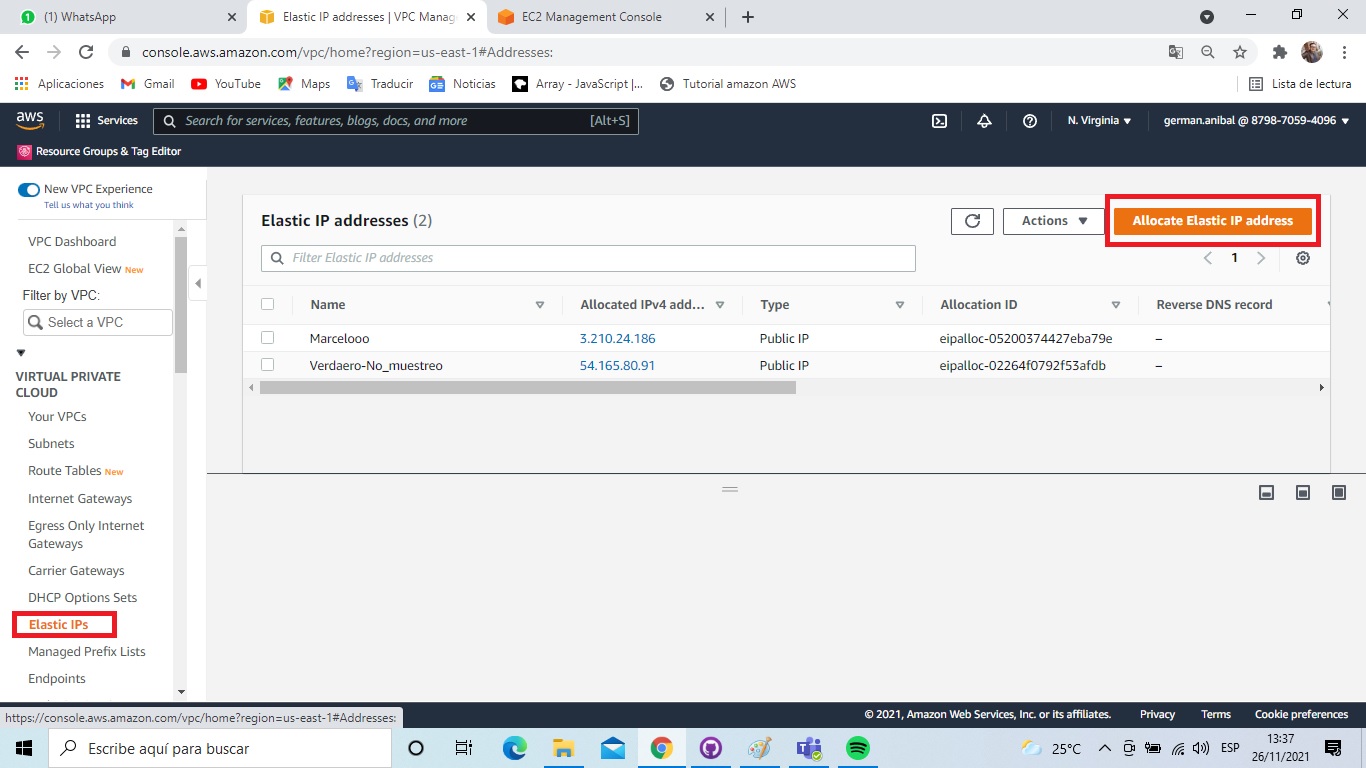 (1) WhatsApp
Elastic IP addresses | VPC Manag
EC2 Management Console
console.aws.amazon.com/vpc/home?region=us-east-1#Addresses:
Aplicaciones
Gmail
YouTube
Maps
Traducir
Noticias
Array - JavaScript |...
Tutorial amazon AWS
Lista de lectura
aws
Services
Search for services, features, blogs, docs, and more
[Alt+S]
N. Virginia
german.anibal @ 8798-7059-4096
Resource Groups & Tag Editor
New VPC Experience
Tell us what you think
VPC Dashboard
EC2 Global View New
Filter by VPC:
Select a VPC
VIRTUAL PRIVATE
CLOUD
Your VPCs
Subnets
Route Tables New
Internet Gateways
Egress Only Internet
Gateways
Carrier Gateways
DHCP Options Sets
Elastic IPs
Managed Prefix Lists
Endpoints
Elastic IP addresses (2)
Actions
Allocate Elastic IP address
Filter Elastic IP addresses
1
Name Allocated IPv4 add... Type Allocation ID Reverse DNS record
Marcelooo 3.210.24.186 Public IP eipalloc-05200374427eba79e –
Verdaero-No_muestreo 54.165.80.91 Public IP eipalloc-02264f0792f53afdb –
https://console.aws.amazon.com/vpc/home?region=us-east-1#Addresses:
© 2021, Amazon Web Services, Inc. or its affiliates.
Privacy
Terms
Cookie preferences
Escribe aquí para buscar
25°C
ESP
13:37
26/11/2021